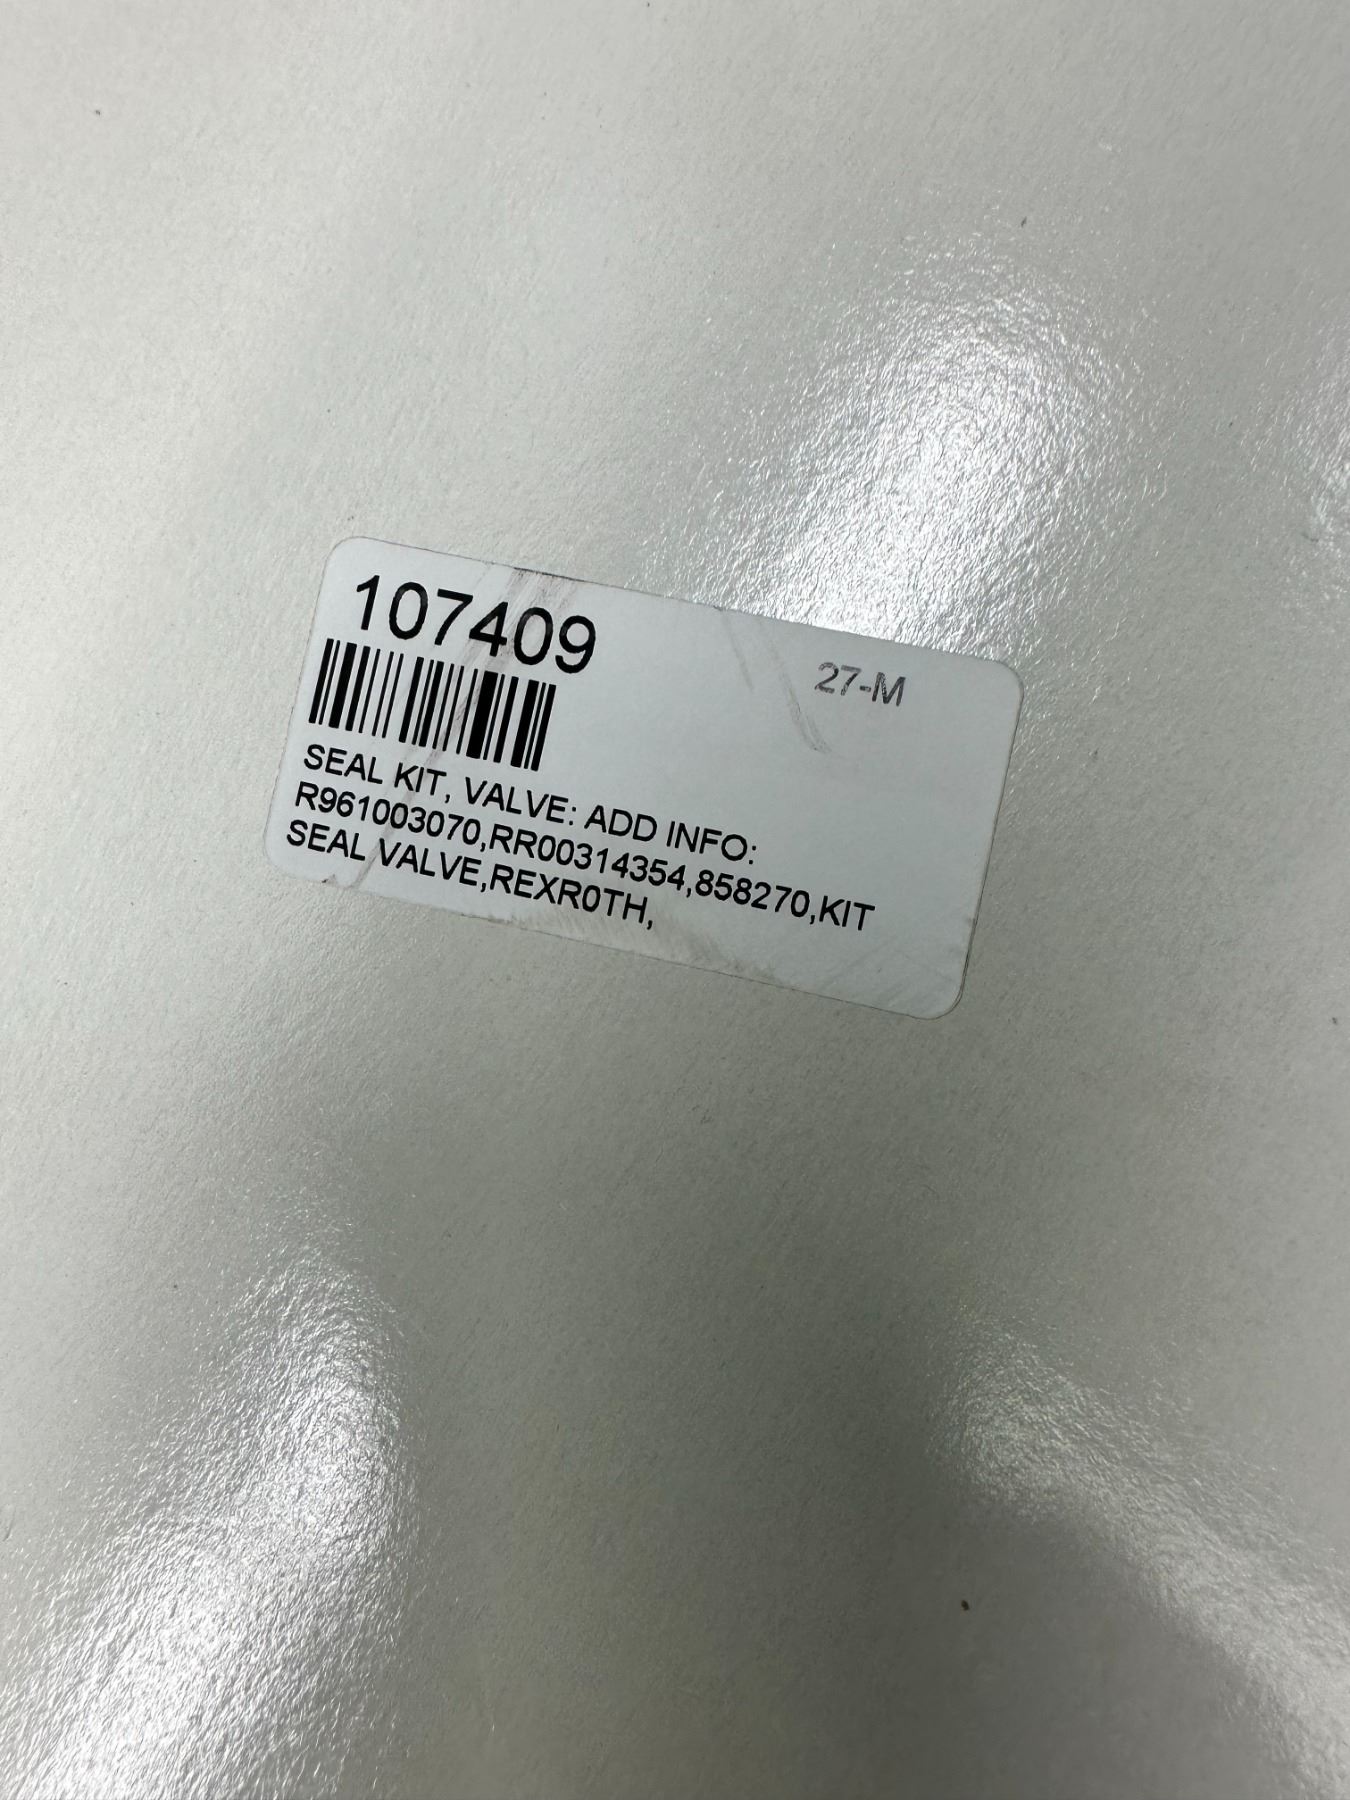 107409
27-M
SEAL KIT, VALVE: ADD INFO:
R961003070,RR00314354,858270,KIT
SEAL VALVE,REXR0TH,